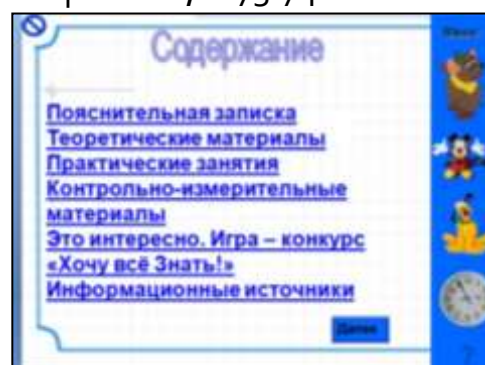 Содержание
Пояснительная записка
Теоретические материалы
Практические занятия
Контрольно-измерительные
материалы
Это интересно. Игра – конкурс
«Хочу всё Знать!»
Информационные источники
Далее
?